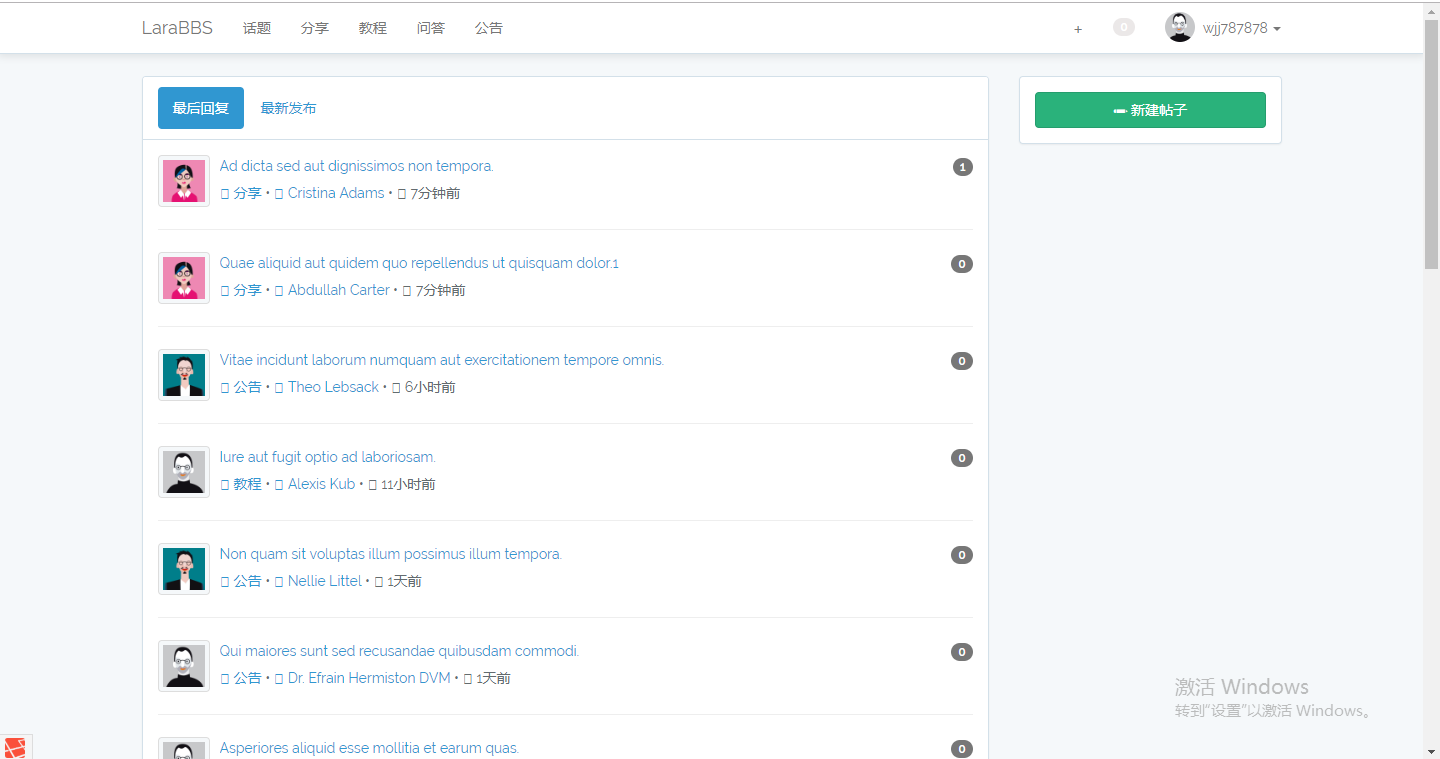 LaraBBS 话题 分享 教程 问答 公告 + 0 wjj787878
最后回复 最新发布
新建帖子
Ad dicta sed aut dignissimos non tempora. 1
分享 • Cristina Adams • 7分钟前
Quae aliquid aut quidem quo repellendus ut quisquam dolor.1 0
分享 • Abdullah Carter • 7分钟前
Vitae incidunt laborum numquam aut exercitationem tempore omnis. 0
公告 • Theo Lebsack • 6小时前
Iure aut fugit optio ad laboriosam. 0
教程 • Alexis Kub • 11小时前
Non quam sit voluptas illum possimus illum tempora. 0
公告 • Nellie Littel • 1天前
Qui maiores sunt sed recusandae quibusdam commodi. 0
公告 • Dr. Efrain Hermiston DVM • 1天前
Asperiores aliquid esse mollitia et earum quas. 0
激活 Windows
转到“设置”以激活 Windows。